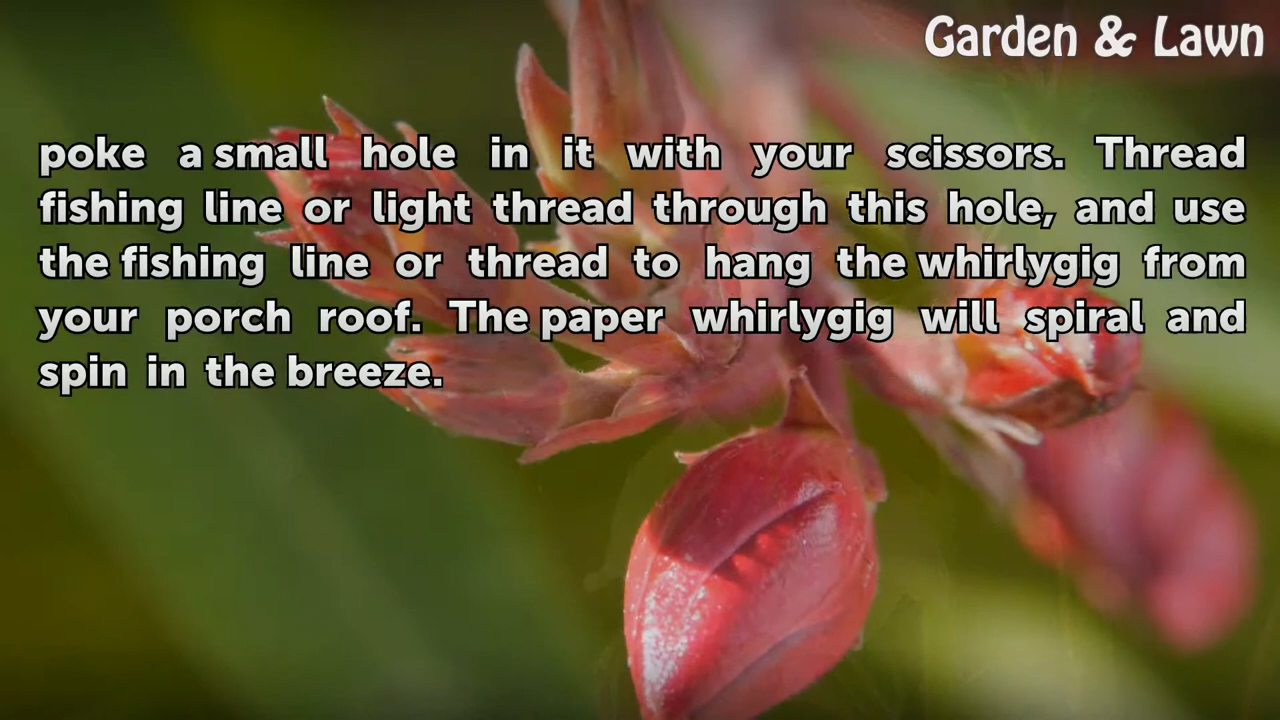 Garden & Lawn
poke a small hole in it with your scissors. Thread
fishing line or light thread through this hole, and use
the fishing line or thread to hang the whirlygig from
your porch roof. The paper whirlygig will spiral and
spin in the breeze.